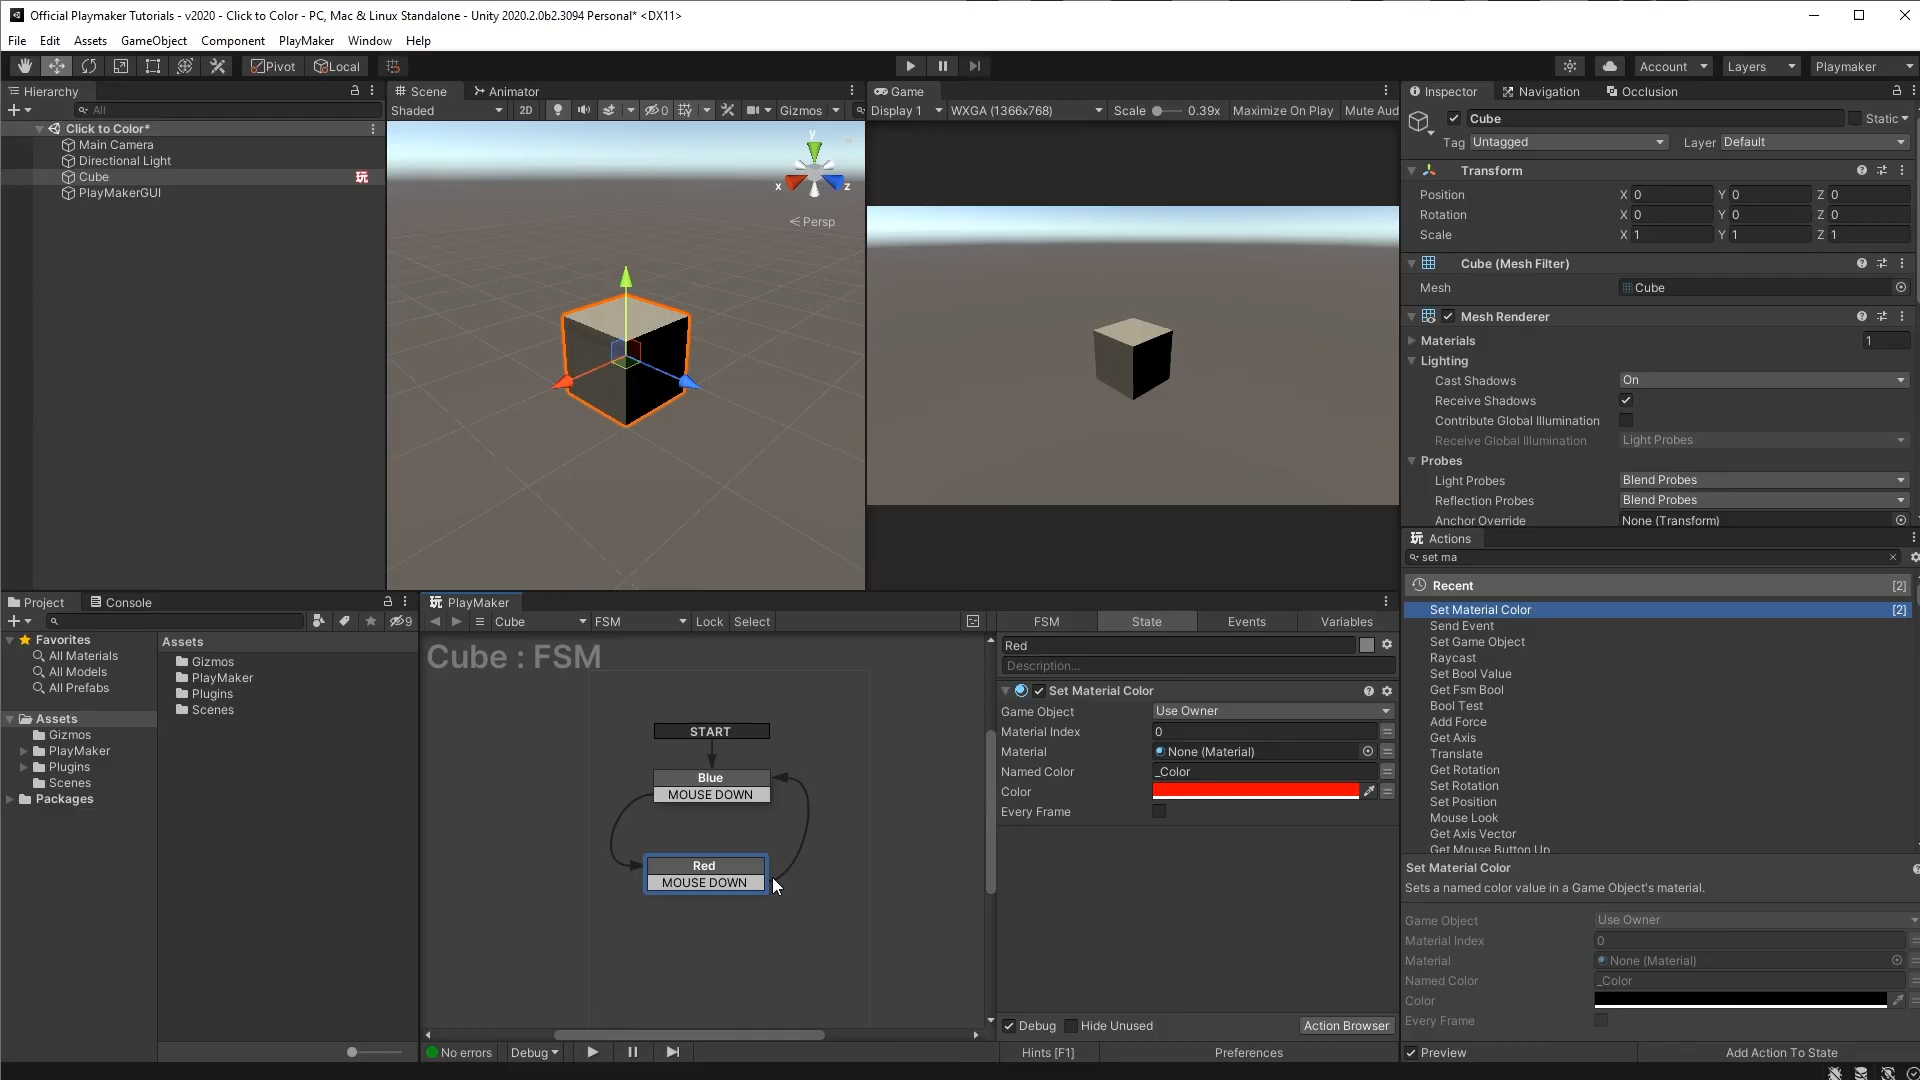 Official Playmaker Tutorials - v2020 - Click to Color - PC, Mac & Linux Standalone - Unity 2020.2.0b2.3094 Personal* <DX11>
File Edit Assets GameObject Component PlayMaker Window Help
Pivot Local Account Layers Playmaker
Hierarchy
All
Click to Color*
Main Camera
Directional Light
Cube 玩
PlayMakerGUI
Scene Animator
Shaded 2D 0 Gizmos
y
x z
Persp
Game
Display 1 WXGA (1366x768) Scale 0.39x Maximize On Play Mute Aud
Inspector Navigation Occlusion
Cube Static
Tag Untagged Layer Default
Transform
Position X 0 Y 0 Z 0
Rotation X 0 Y 0 Z 0
Scale X 1 Y 1 Z 1
Cube (Mesh Filter)
Mesh Cube
Mesh Renderer
Materials 1
Lighting
Cast Shadows On
Receive Shadows
Contribute Global Illumination
Receive Global Illumination Light Probes
Probes
Light Probes Blend Probes
Reflection Probes Blend Probes
Anchor Override None (Transform)
玩 Actions
set ma
Recent [2]
Set Material Color [2]
Send Event
Set Game Object
Raycast
Set Bool Value
Get Fsm Bool
Bool Test
Add Force
Get Axis
Translate
Get Rotation
Set Rotation
Set Position
Mouse Look
Get Axis Vector
Get Mouse Button Up
Set Material Color
Sets a named color value in a Game Object's material.
Game Object Use Owner
Material Index 0
Material None (Material)
Named Color _Color
Color
Every Frame
Preview Add Action To State
Project Console
9
Favorites
All Materials
All Models
All Prefabs
Assets
Gizmos
PlayMaker
Plugins
Scenes
Packages
Assets
Gizmos
PlayMaker
Plugins
Scenes
玩 PlayMaker
Cube FSM Lock Select
Cube : FSM
START
Blue
MOUSE DOWN
Red
MOUSE DOWN
No errors Debug
FSM State Events Variables
Red
Description...
Set Material Color
Game Object Use Owner
Material Index 0
Material None (Material)
Named Color _Color
Color
Every Frame
Debug Hide Unused Action Browser
Hints [F1] Preferences